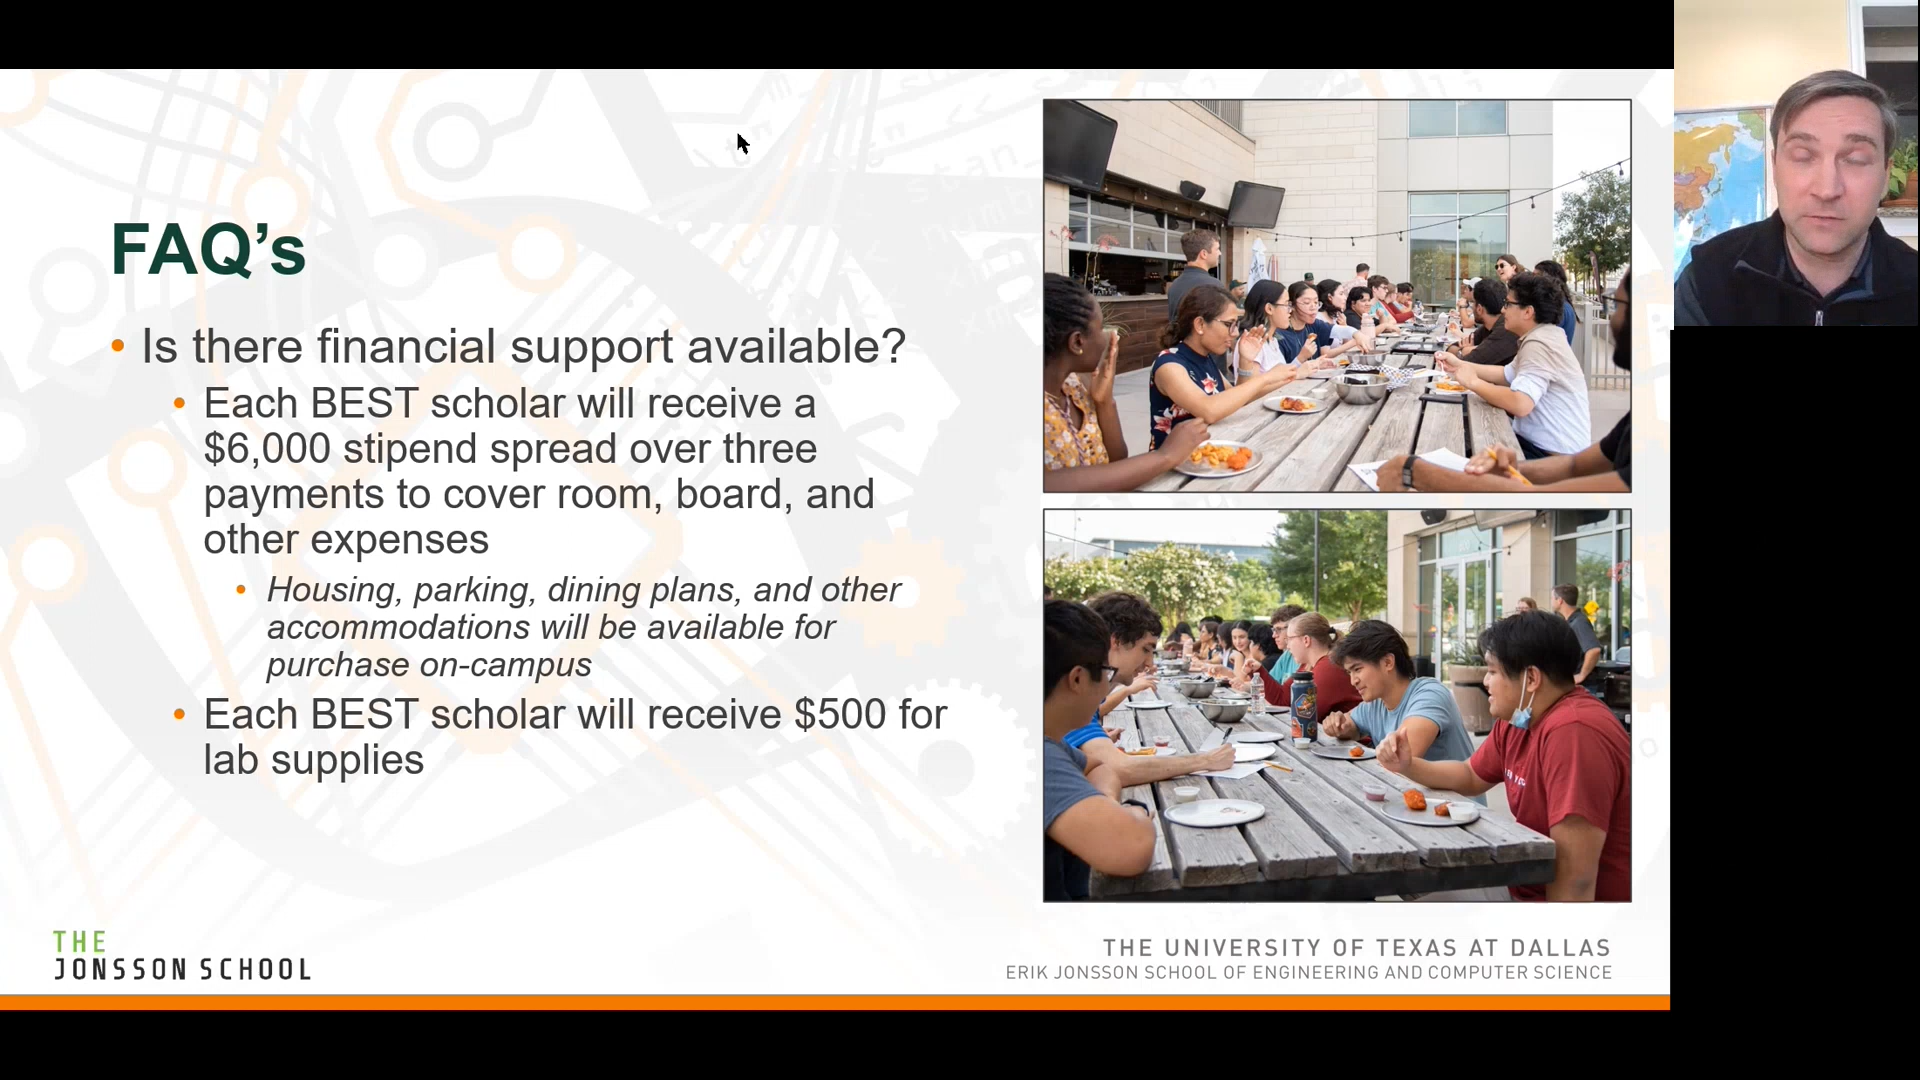 FAQ’s
• Is there financial support available?
• Each BEST scholar will receive a
$6,000 stipend spread over three
payments to cover room, board, and
other expenses
• Housing, parking, dining plans, and other
accommodations will be available for
purchase on-campus
• Each BEST scholar will receive $500 for
lab supplies
THE
JONSSON SCHOOL
THE UNIVERSITY OF TEXAS AT DALLAS
ERIK JONSSON SCHOOL OF ENGINEERING AND COMPUTER SCIENCE